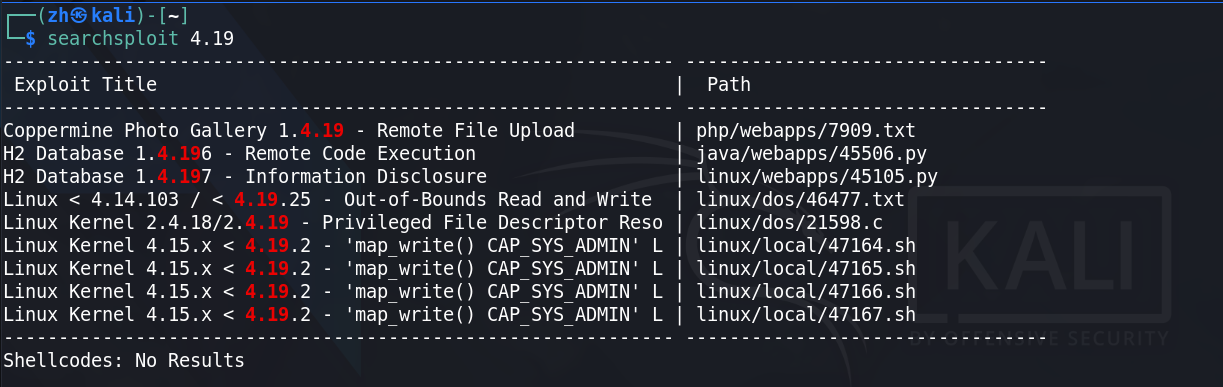 ┌──(zh㉿kali)-[~]
└─$ searchsploit 4.19
---------------------------------------------------------- ---------------------------------
 Exploit Title | Path
---------------------------------------------------------- ---------------------------------
Coppermine Photo Gallery 1.4.19 - Remote File Upload | php/webapps/7909.txt
H2 Database 1.4.196 - Remote Code Execution | java/webapps/45506.py
H2 Database 1.4.197 - Information Disclosure | linux/webapps/45105.py
Linux < 4.14.103 / < 4.19.25 - Out-of-Bounds Read and Write | linux/dos/46477.txt
Linux Kernel 2.4.18/2.4.19 - Privileged File Descriptor Reso | linux/dos/21598.c
Linux Kernel 4.15.x < 4.19.2 - 'map_write() CAP_SYS_ADMIN' L | linux/local/47164.sh
Linux Kernel 4.15.x < 4.19.2 - 'map_write() CAP_SYS_ADMIN' L | linux/local/47165.sh
Linux Kernel 4.15.x < 4.19.2 - 'map_write() CAP_SYS_ADMIN' L | linux/local/47166.sh
Linux Kernel 4.15.x < 4.19.2 - 'map_write() CAP_SYS_ADMIN' L | linux/local/47167.sh
---------------------------------------------------------- ---------------------------------
Shellcodes: No Results
KALI
BY OFFENSIVE SECURITY